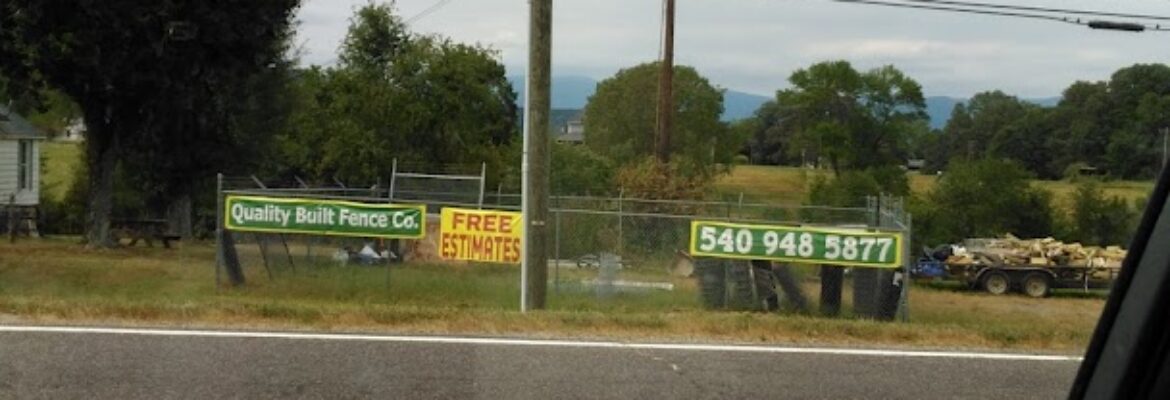 Quality Built Fence Co.
FREE
ESTIMATES
540 948 5877